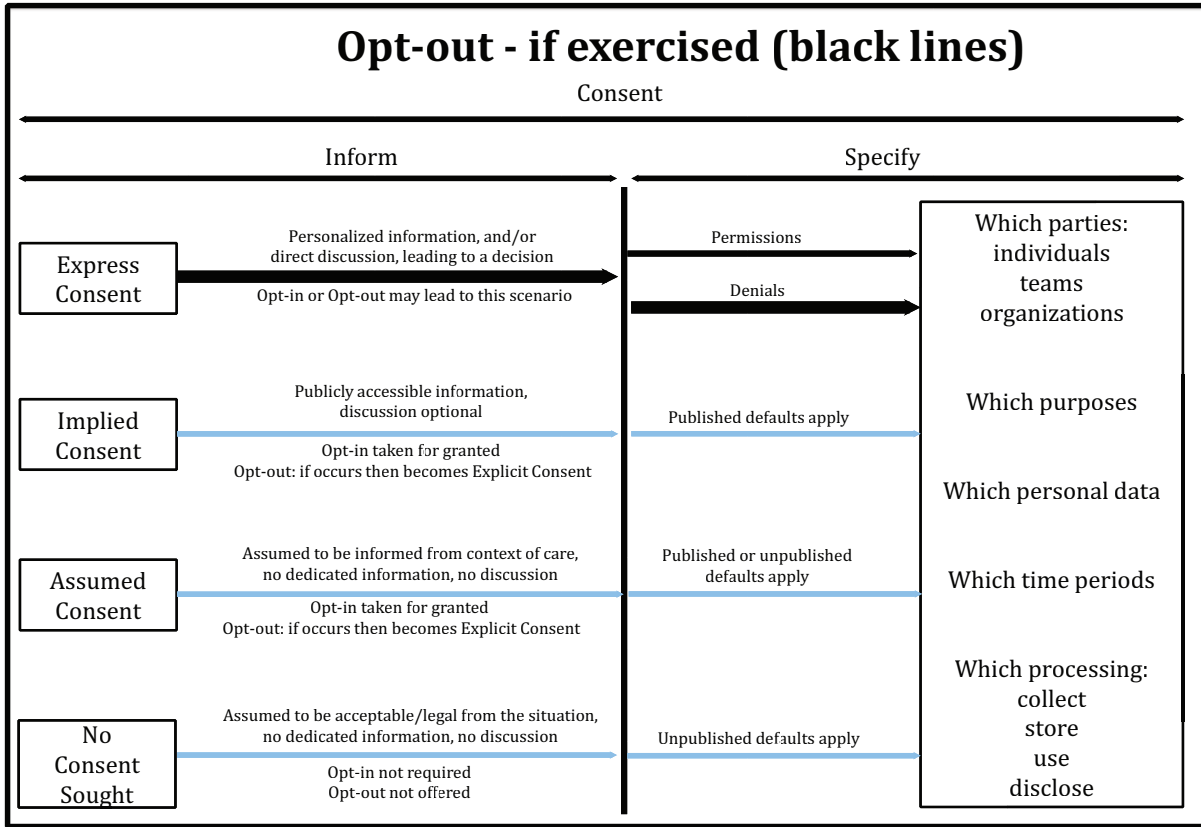 Opt-out - if exercised (black lines)
Consent
Inform
Specify
Express
Consent
Personalized information, and/or
direct discussion, leading to a decision
Opt-in or Opt-out may lead to this scenario
Permissions
Denials
Which parties:
individuals
teams
organizations
Implied
Consent
Publicly accessible information,
discussion optional
Opt-in taken for granted
Opt-out: if occurs then becomes Explicit Consent
Published defaults apply
Which purposes
Which personal data
Assumed
Consent
Assumed to be informed from context of care,
no dedicated information, no discussion
Opt-in taken for granted
Opt-out: if occurs then becomes Explicit Consent
Published or unpublished
defaults apply
Which time periods
No
Consent
Sought
Assumed to be acceptable/legal from the situation,
no dedicated information, no discussion
Opt-in not required
Opt-out not offered
Unpublished defaults apply
Which processing:
collect
store
use
disclose